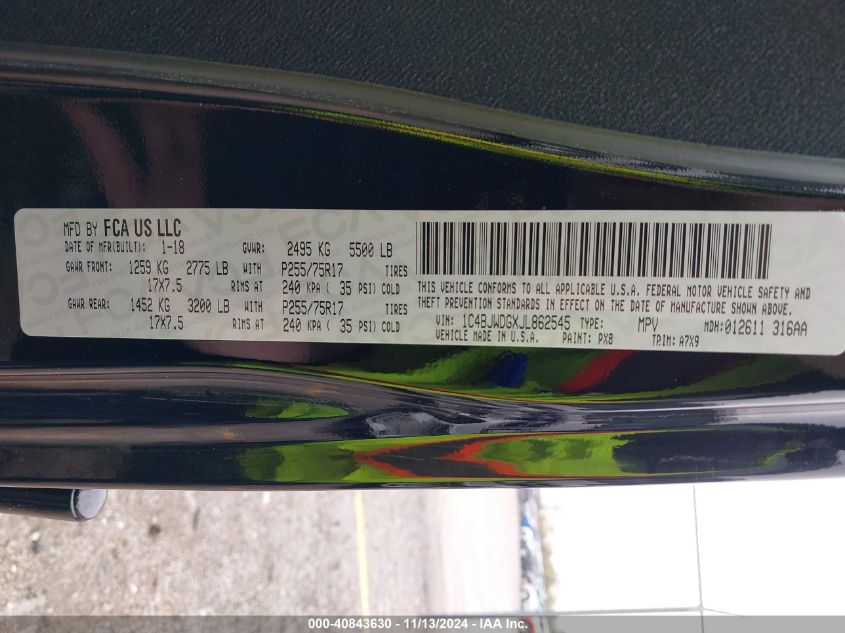 MFD BY FCA US LLC
DATE OF MFR(BUILT): 1-18 GVWR: 2495 KG 5500 LB
GAWR FRONT: 1259 KG 2775 LB WITH P255/75R17 TIRES
17X7.5 RIMS AT 240 KPA ( 35 PSI) COLD
GAWR REAR: 1452 KG 3200 LB WITH P255/75R17 TIRES
17X7.5 RIMS AT 240 KPA ( 35 PSI) COLD
THIS VEHICLE CONFORMS TO ALL APPLICABLE U.S.A. FEDERAL MOTOR VEHICLE SAFETY AND
THEFT PREVENTION STANDARDS IN EFFECT ON THE DATE OF MANUFACTURE SHOWN ABOVE.
VIN: 1C4BJWDGXJL862545 TYPE: MPV MDH: 012611 316AA
VEHICLE MADE IN U.S.A. PAINT: PX8 TRIM: A7X9
000-40843630 - 11/13/2024 - IAA Inc.